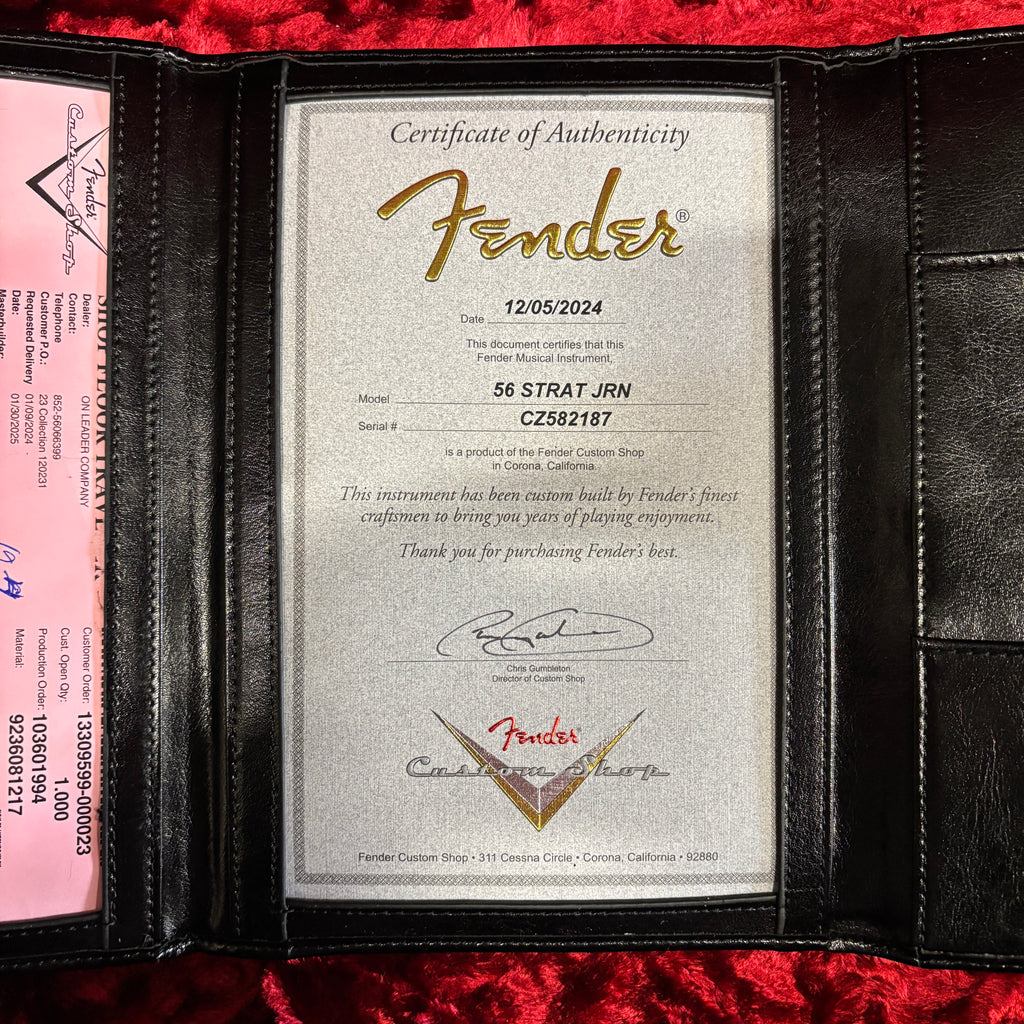 Fender
Custom Shop
SHOP FLOOR TRAVE
Dealer: ON LEADER COMPANY
Contact:
Telephone 852-56066399
Customer P.O.: 23 Collection 120231
Requested Delivery 01/09/2024
Date: 01/30/2025
Masterbuilder:
Customer Order: 13309599-000023
Cust. Open Qty: 1.000
Production Order: 103601994
Material: 9236081217
Certificate of Authenticity
Fender®
Date 12/05/2024
This document certifies that this
Fender Musical Instrument,
Model 56 STRAT JRN
Serial # CZ582187
is a product of the Fender Custom Shop
in Corona, California.
This instrument has been custom built by Fender's finest
craftsmen to bring you years of playing enjoyment.
Thank you for purchasing Fender's best.
Chris Gumbleton
Director of Custom Shop
Fender
Custom Shop
Fender Custom Shop • 311 Cessna Circle • Corona, California • 92880